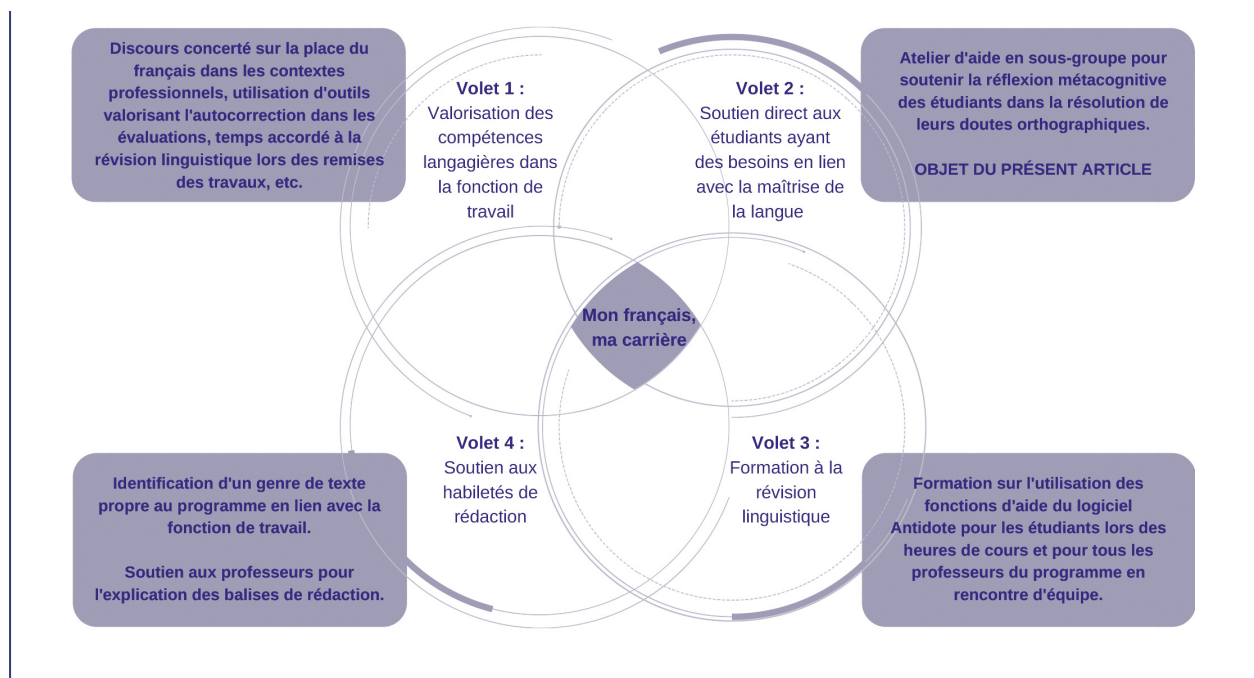 Discours concerté sur la place du
français dans les contextes
professionnels, utilisation d'outils
valorisant l'autocorrection dans les
évaluations, temps accordé à la
révision linguistique lors des remises
des travaux, etc.
Volet 1 :
Valorisation des
compétences
langagières dans
la fonction de
travail
Volet 2 :
Soutien direct aux
étudiants ayant
des besoins en lien
avec la maîtrise de
la langue
Atelier d'aide en sous-groupe pour
soutenir la réflexion métacognitive
des étudiants dans la résolution de
leurs doutes orthographiques.
OBJET DU PRÉSENT ARTICLE
Mon français,
ma carrière
Identification d'un genre de texte
propre au programme en lien avec la
fonction de travail.
Soutien aux professeurs pour
l'explication des balises de rédaction.
Volet 4 :
Soutien aux
habiletés de
rédaction
Volet 3 :
Formation à la
révision
linguistique
Formation sur l'utilisation des
fonctions d'aide du logiciel
Antidote pour les étudiants lors des
heures de cours et pour tous les
professeurs du programme en
rencontre d'équipe.